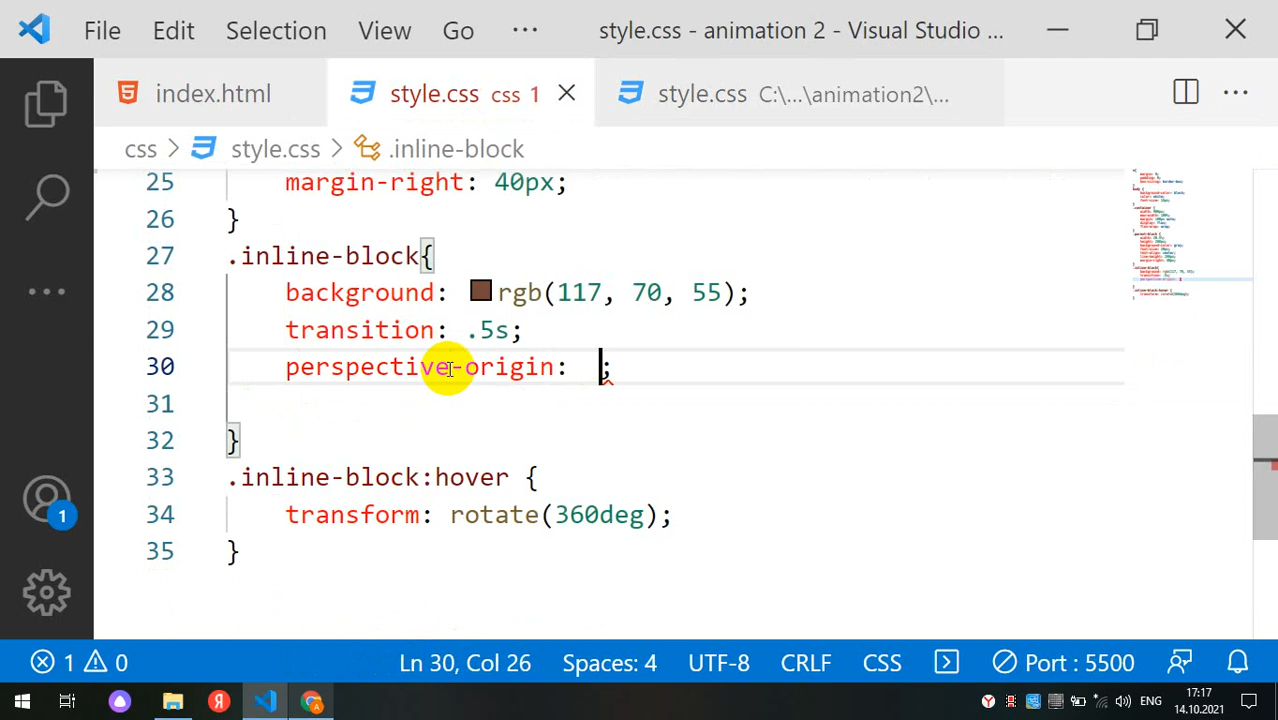 File Edit Selection View Go ··· style.css - animation 2 - Visual Studio ...
index.html style.css css 1 style.css C:\...\animation2\... ···
css > style.css > .inline-block
25 margin-right: 40px;
26 }
27 .inline-block{
28 background: rgb(117, 70, 55);
29 transition: .5s;
30 perspective-origin:  ;
31
32 }
33 .inline-block:hover {
34 transform: rotate(360deg);
35 }
1
1 0 Ln 30, Col 26 Spaces: 4 UTF-8 CRLF CSS Port : 5500
ENG 17:17
14.10.2021